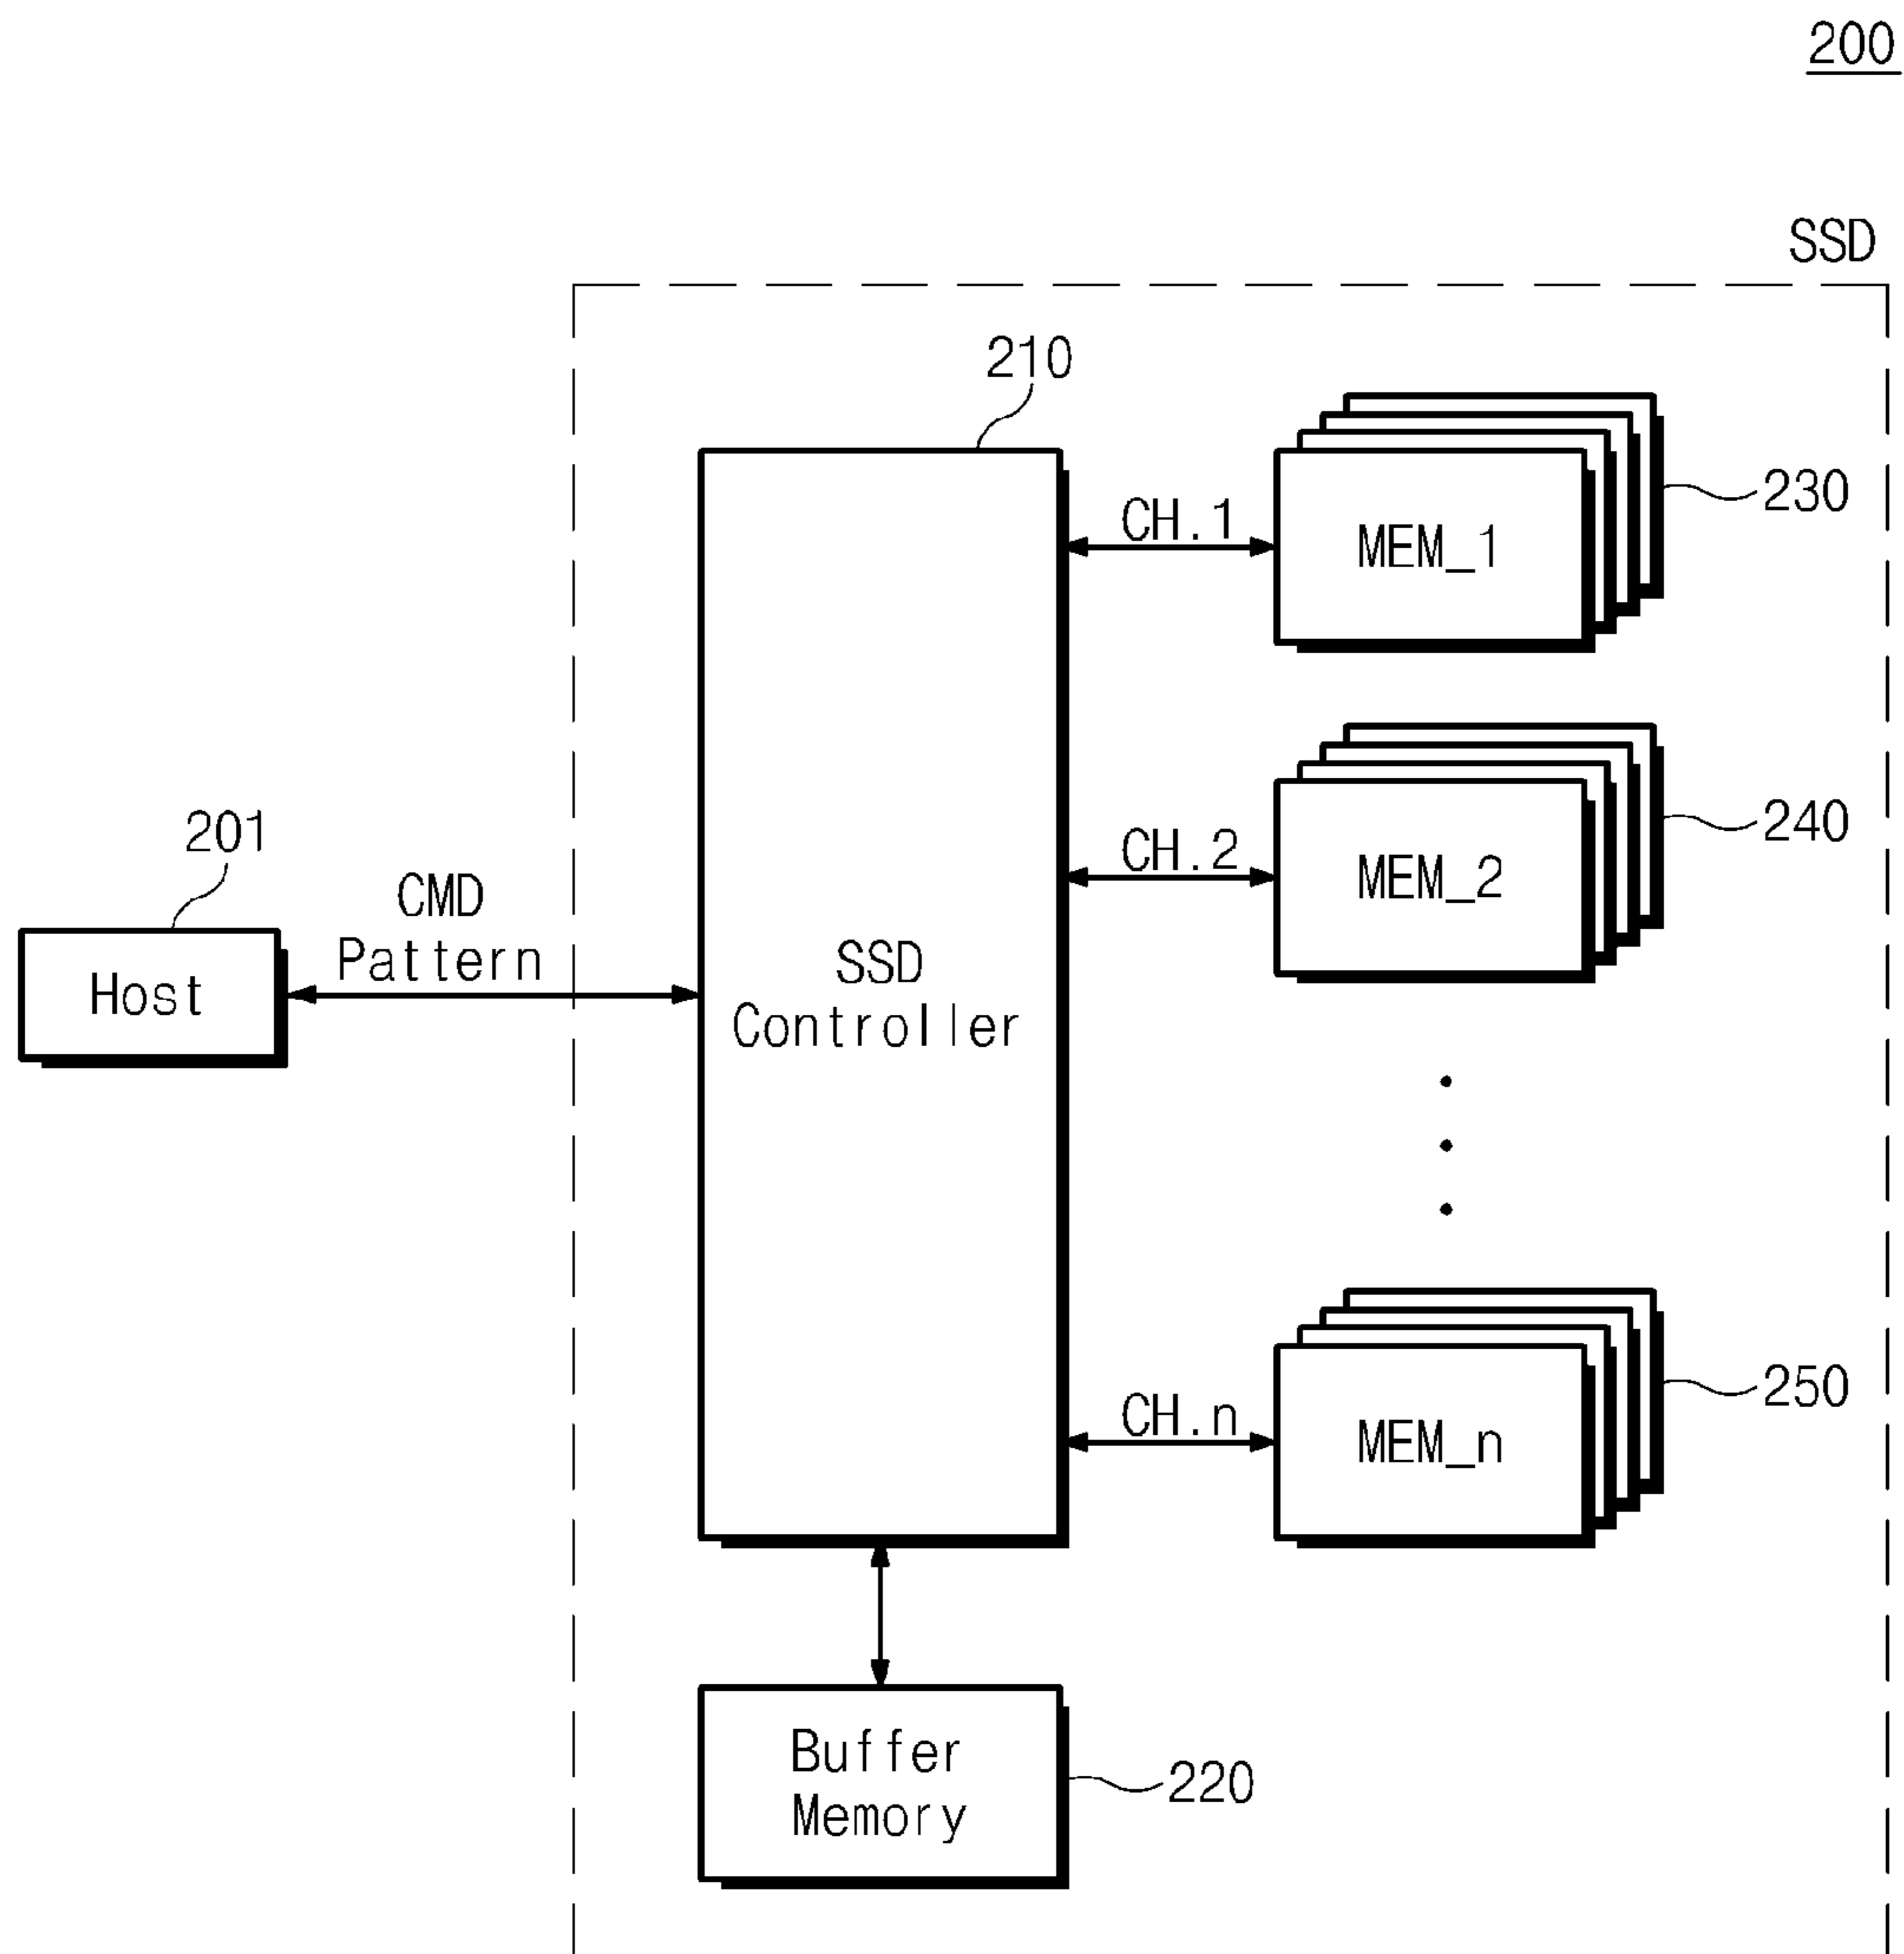 200
SSD
210
230
CH.1
MEM_1
240
CH.2
MEM_2
201
CMD
Pattern
Host
SSD
Controller
250
CH.n
MEM_n
Buffer
Memory
220